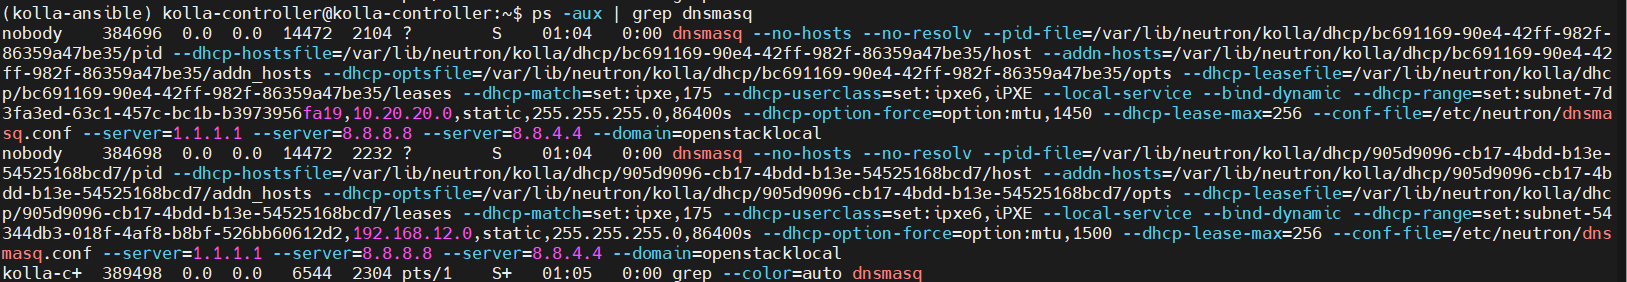 (kolla-ansible) kolla-controller@kolla-controller:~$ ps -aux | grep dnsmasq
nobody    384696  0.0  0.0  14472  2104 ?        S    01:04   0:00 dnsmasq --no-hosts --no-resolv --pid-file=/var/lib/neutron/kolla/dhcp/bc691169-90e4-42ff-982f-
86359a47be35/pid --dhcp-hostsfile=/var/lib/neutron/kolla/dhcp/bc691169-90e4-42ff-982f-86359a47be35/host --addn-hosts=/var/lib/neutron/kolla/dhcp/bc691169-90e4-42
ff-982f-86359a47be35/addn_hosts --dhcp-optsfile=/var/lib/neutron/kolla/dhcp/bc691169-90e4-42ff-982f-86359a47be35/opts --dhcp-leasefile=/var/lib/neutron/kolla/dhc
p/bc691169-90e4-42ff-982f-86359a47be35/leases --dhcp-match=set:ipxe,175 --dhcp-userclass=set:ipxe6,iPXE --local-service --bind-dynamic --dhcp-range=set:subnet-7d
3fa3ed-63c1-457c-bc1b-b3973956fa19,10.20.20.0,static,255.255.255.0,86400s --dhcp-option-force=option:mtu,1450 --dhcp-lease-max=256 --conf-file=/etc/neutron/dnsma
sq.conf --server=1.1.1.1 --server=8.8.8.8 --server=8.8.4.4 --domain=openstacklocal
nobody    384698  0.0  0.0  14472  2232 ?        S    01:04   0:00 dnsmasq --no-hosts --no-resolv --pid-file=/var/lib/neutron/kolla/dhcp/905d9096-cb17-4bdd-b13e-
54525168bcd7/pid --dhcp-hostsfile=/var/lib/neutron/kolla/dhcp/905d9096-cb17-4bdd-b13e-54525168bcd7/host --addn-hosts=/var/lib/neutron/kolla/dhcp/905d9096-cb17-4b
dd-b13e-54525168bcd7/addn_hosts --dhcp-optsfile=/var/lib/neutron/kolla/dhcp/905d9096-cb17-4bdd-b13e-54525168bcd7/opts --dhcp-leasefile=/var/lib/neutron/kolla/dhc
p/905d9096-cb17-4bdd-b13e-54525168bcd7/leases --dhcp-match=set:ipxe,175 --dhcp-userclass=set:ipxe6,iPXE --local-service --bind-dynamic --dhcp-range=set:subnet-54
344db3-018f-4af8-b8bf-526bb60612d2,192.168.12.0,static,255.255.255.0,86400s --dhcp-option-force=option:mtu,1500 --dhcp-lease-max=256 --conf-file=/etc/neutron/dns
masq.conf --server=1.1.1.1 --server=8.8.8.8 --server=8.8.4.4 --domain=openstacklocal
kolla-c+  389498  0.0  0.0   6544  2304 pts/1    S+   01:05   0:00 grep --color=auto dnsmasq